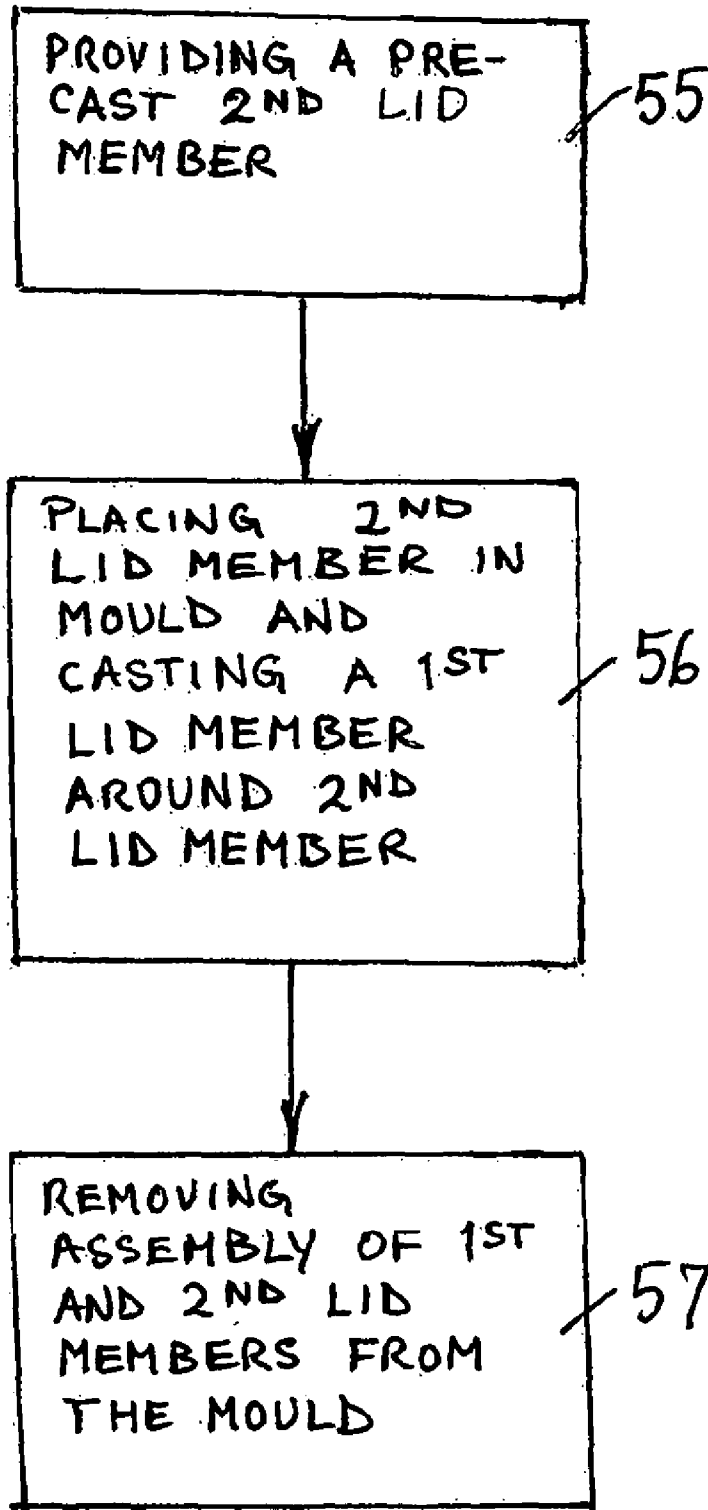 PROVIDING A PRE-
CAST 2ND LID
MEMBER
55
PLACING 2ND
LID MEMBER IN
MOULD AND
CASTING A 1ST
LID MEMBER
AROUND 2ND
LID MEMBER
56
REMOVING
ASSEMBLY OF 1ST
AND 2ND LID
MEMBERS FROM
THE MOULD
57